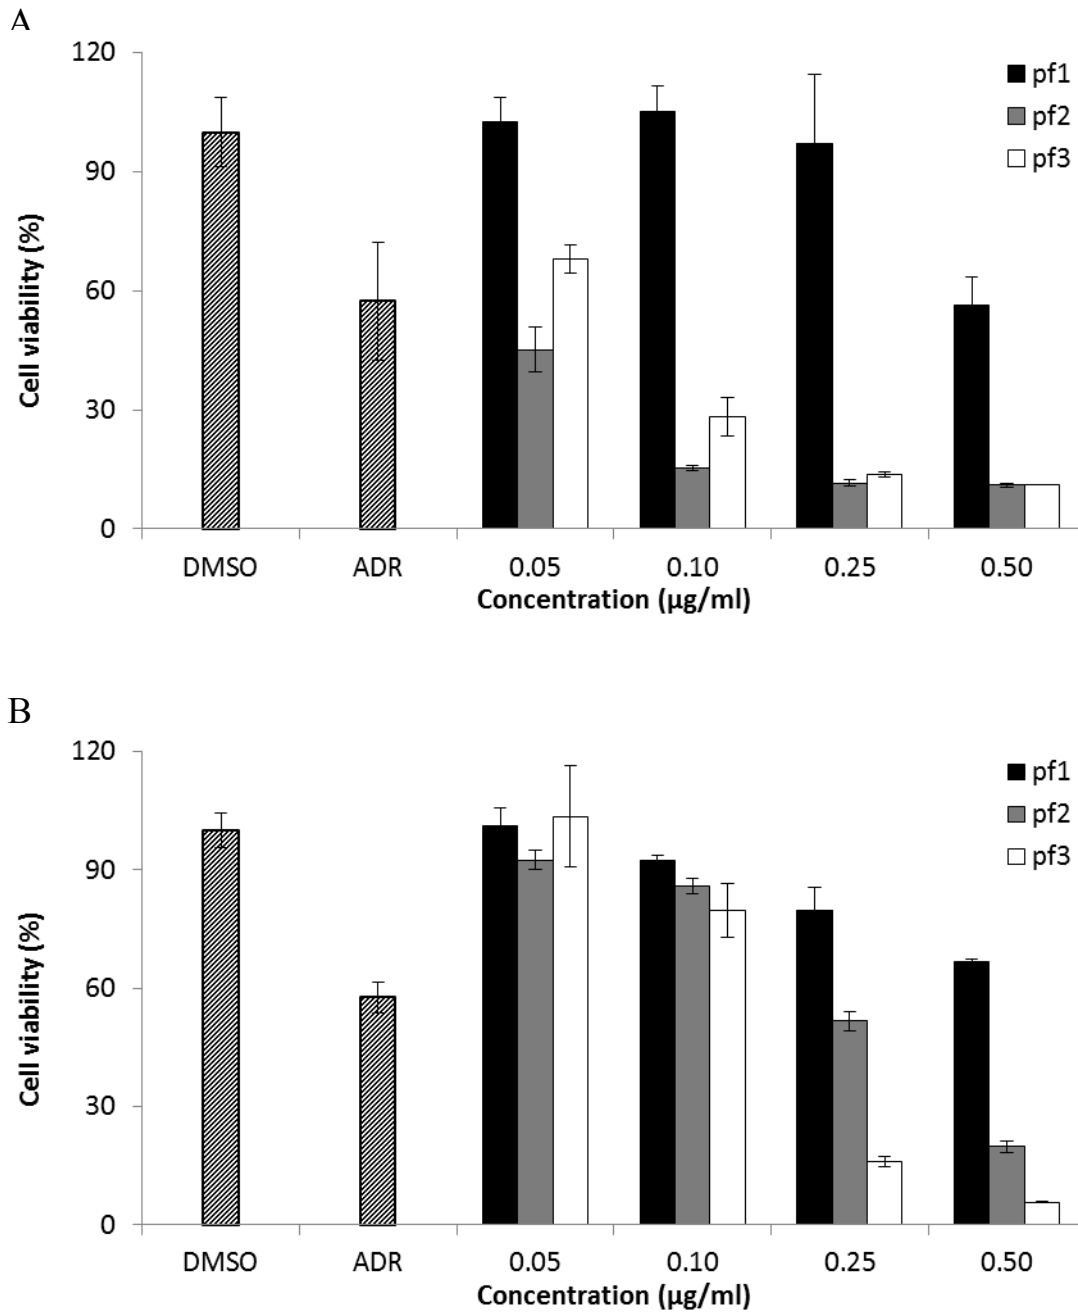 A
120
90
60
30
0
Cell viability (%)
pf1
pf2
pf3
DMSO ADR 0.05 0.10 0.25 0.50
Concentration (µg/ml)
B
120
90
60
30
0
Cell viability (%)
pf1
pf2
pf3
DMSO ADR 0.05 0.10 0.25 0.50
Concentration (µg/ml)